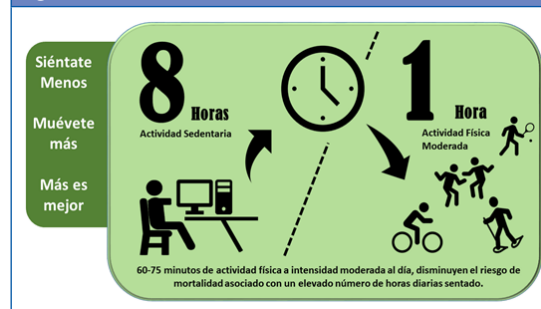 Siéntate
Menos
Muévete
más
Más es
mejor
8
Horas
Actividad Sedentaria
1
Hora
Actividad Física
Moderada
60-75 minutos de actividad física a intensidad moderada al día, disminuyen el riesgo de
mortalidad asociado con un elevado número de horas diarias sentado.